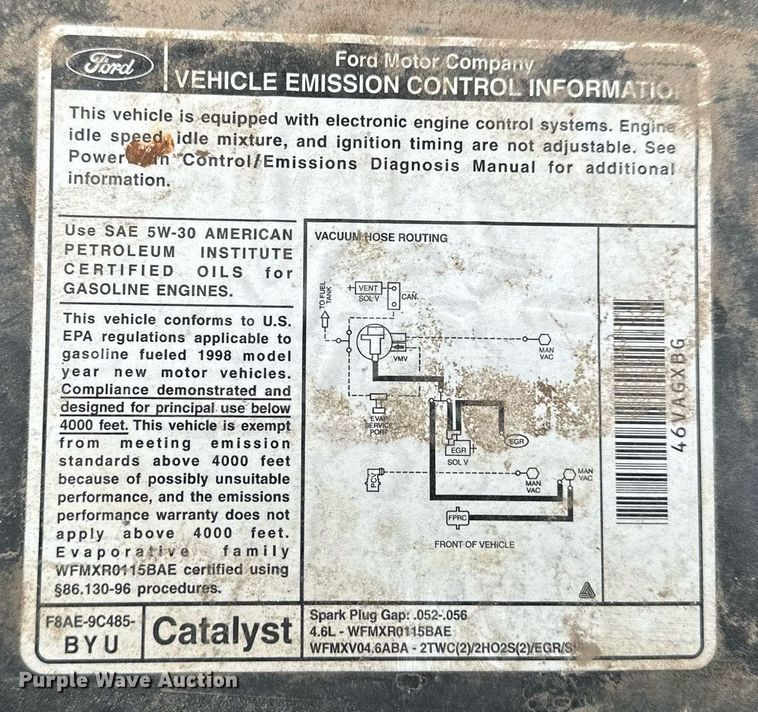 Ford
Ford Motor Company
VEHICLE EMISSION CONTROL INFORMATIO
This vehicle is equipped with electronic engine control systems. Engine
idle speed, idle mixture, and ignition timing are not adjustable. See
Control/Emissions Diagnosis Manual for additional
information.
Use SAE 5W-30 AMERICAN
PETROLEUM INSTITUTE
CERTIFIED OILS for
GASOLINE ENGINES.
This vehicle conforms to U.S.
EPA regulations applicable to
gasoline fueled 1998 model
year new motor vehicles.
Compliance demonstrated and
designed for principal use below
4000 feet. This vehicle is exempt
from meeting emission
standards above 4000 feet
because of possibly unsuitable
performance, and the emissions
performance warranty does not
apply above 4000 feet.
Evaporative family
WFMXR0115BAE certified using
§86.130-96 procedures.
VACUUM HOSE ROUTING
TO FUEL
TANK
VENT
SOL V
CAN.
VMV
MAN
VAC
EVAP
SERVICE
PORT
EGR
SOL V
EGR
PCV
MAN
VAC
MAN
VAC
FPRC
FRONT OF VEHICLE
46VAGXBG
F8AE-9C485-
BYU
Catalyst
Spark Plug Gap: .052-.056
4.6L - WFMXR0115BAE
WFMXV04.6ABA - 2TWC(2)/2HO2S(2)/EGR/S
Purple Wave Auction